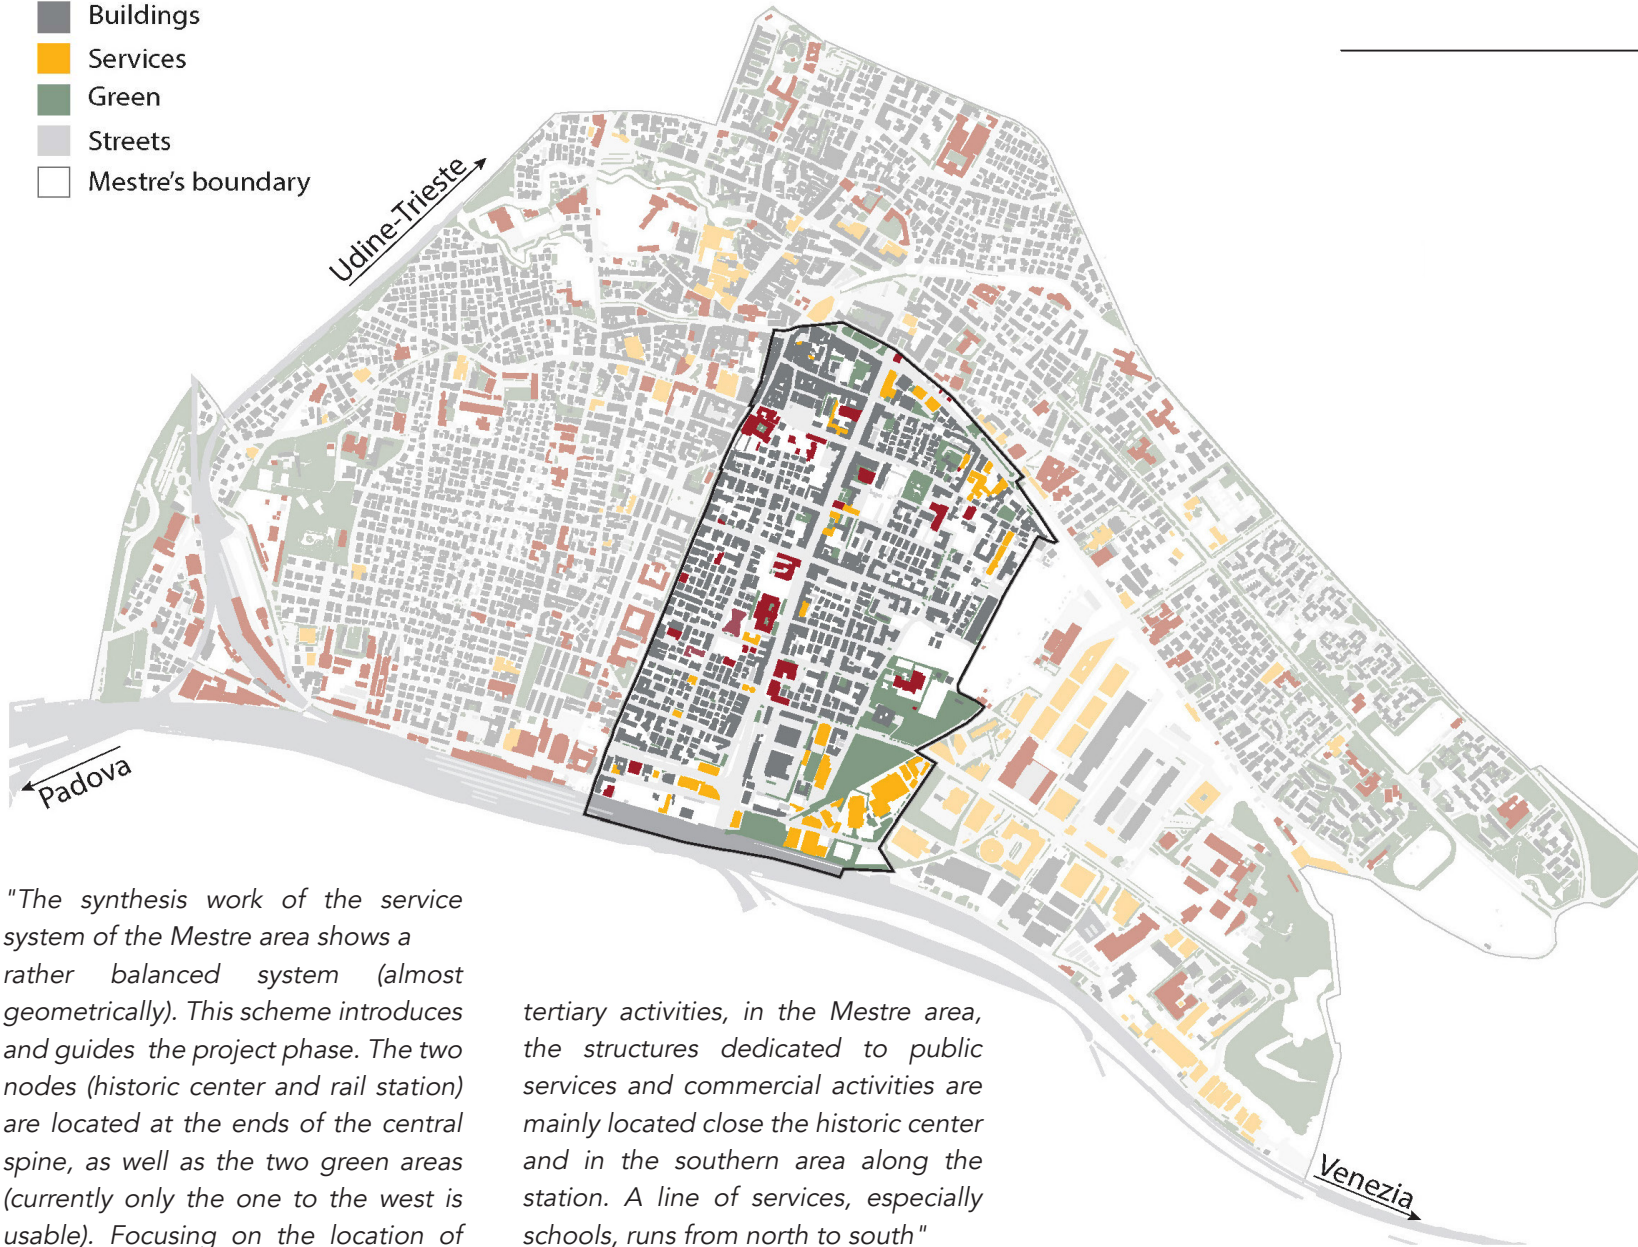 Buildings
Services
Green
Streets
Mestre's boundary
Udine-Trieste
Padova
Venezia
"The synthesis work of the service
system of the Mestre area shows a
rather balanced system (almost
geometrically). This scheme introduces
and guides the project phase. The two
nodes (historic center and rail station)
are located at the ends of the central
spine, as well as the two green areas
(currently only the one to the west is
usable). Focusing on the location of
tertiary activities, in the Mestre area,
the structures dedicated to public
services and commercial activities are
mainly located close the historic center
and in the southern area along the
station. A line of services, especially
schools, runs from north to south"